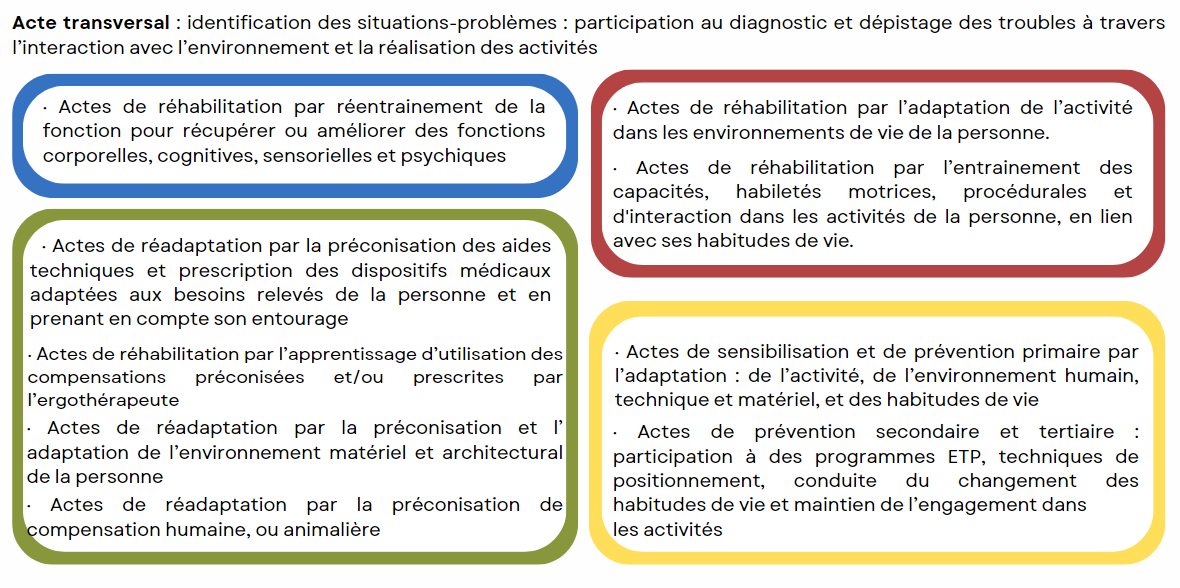 Acte transversal : identification des situations-problèmes : participation au diagnostic et dépistage des troubles à travers
l'interaction avec l'environnement et la réalisation des activités
· Actes de réhabilitation par réentrainement de la
fonction pour récupérer ou améliorer des fonctions
corporelles, cognitives, sensorielles et psychiques
· Actes de réadaptation par la préconisation des aides
techniques et prescription des dispositifs médicaux
adaptées aux besoins relevés de la personne et en
prenant en compte son entourage
· Actes de réhabilitation par l'apprentissage d'utilisation des
compensations préconisées et/ou prescrites par
l'ergothérapeute
· Actes de réadaptation par la préconisation et l'
adaptation de l'environnement matériel et architectural
de la personne
· Actes de réadaptation par la préconisation de
compensation humaine, ou animalière
· Actes de réhabilitation par l'adaptation de l'activité
dans les environnements de vie de la personne.
· Actes de réhabilitation par l'entrainement des
capacités, habiletés motrices, procédurales et
d'interaction dans les activités de la personne, en lien
avec ses habitudes de vie.
· Actes de sensibilisation et de prévention primaire par
l'adaptation : de l'activité, de l'environnement humain,
technique et matériel, et des habitudes de vie
· Actes de prévention secondaire et tertiaire :
participation à des programmes ETP, techniques de
positionnement, conduite du changement des
habitudes de vie et maintien de l'engagement dans
les activités